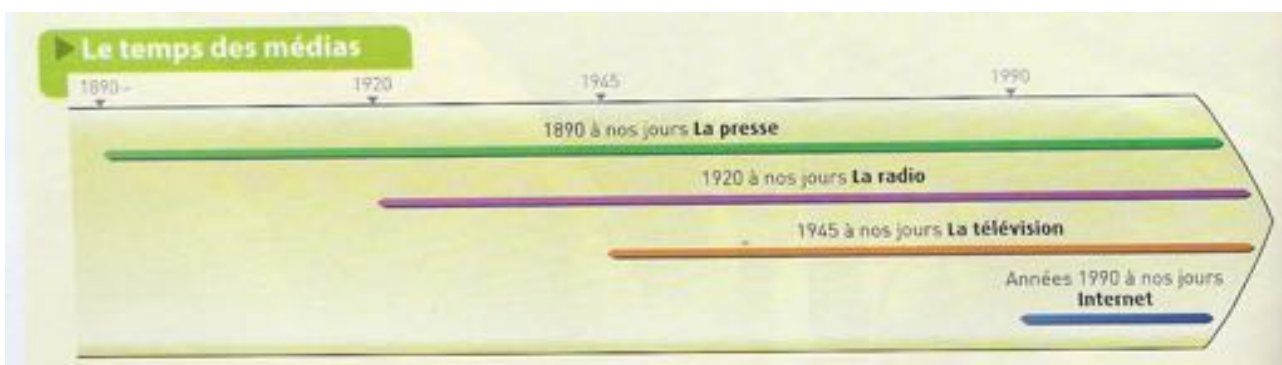 Le temps des médias
1890 1920 1945 1990
1890 à nos jours La presse
1920 à nos jours La radio
1945 à nos jours La télévision
Années 1990 à nos jours
Internet